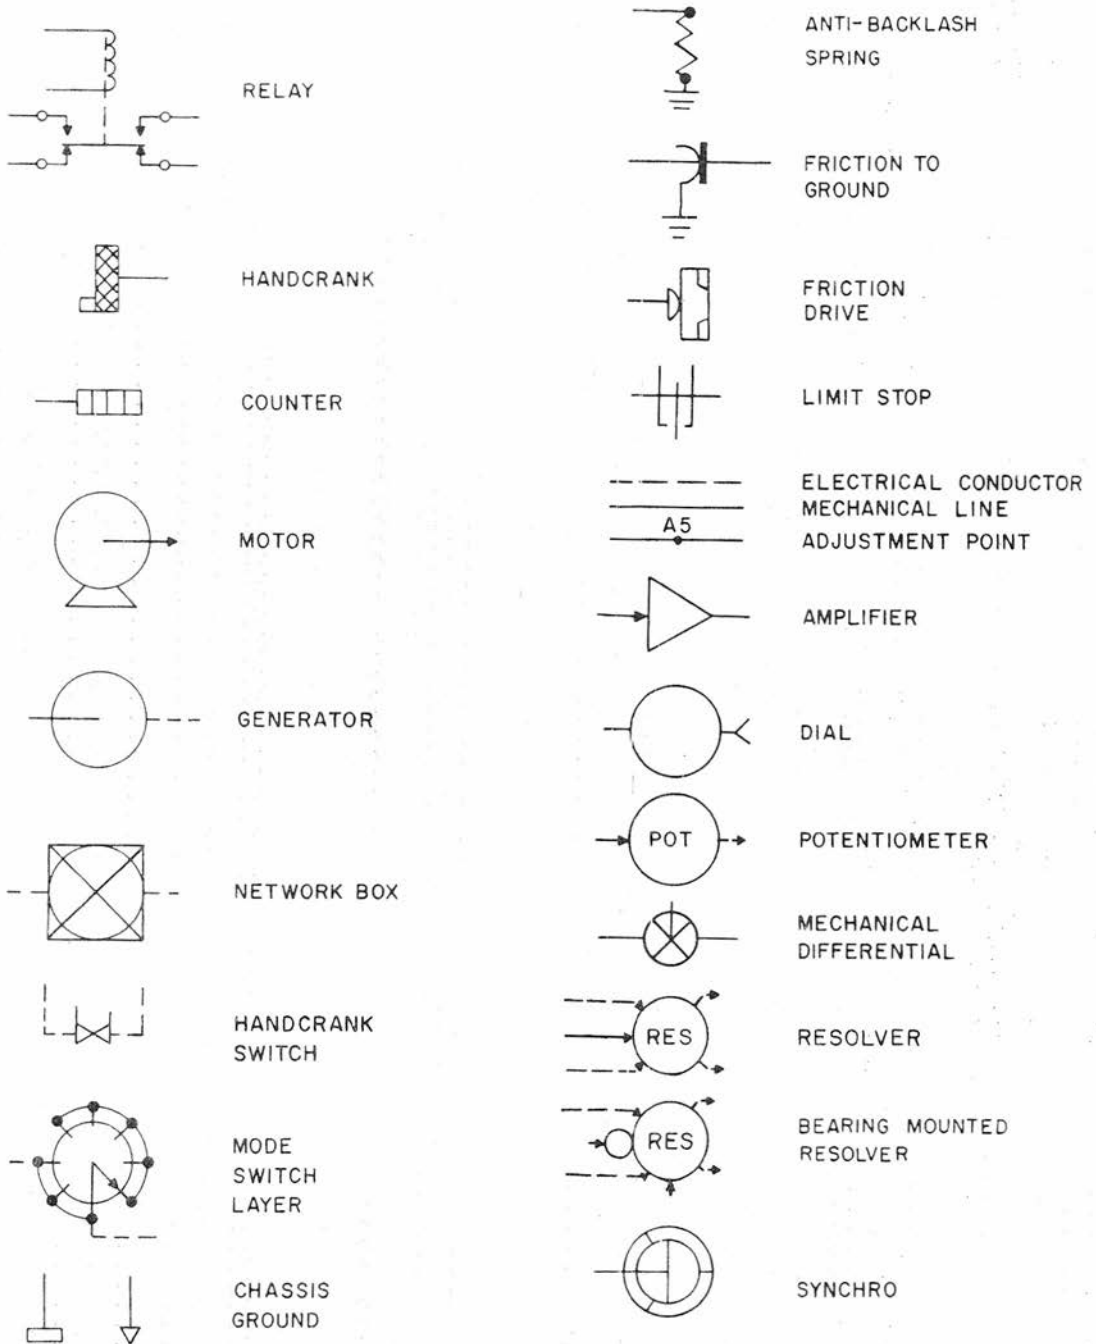 RELAY
HANDCRANK
COUNTER
MOTOR
GENERATOR
NETWORK BOX
HANDCRANK
SWITCH
MODE
SWITCH
LAYER
CHASSIS
GROUND
ANTI-BACKLASH
SPRING
FRICTION TO
GROUND
FRICTION
DRIVE
LIMIT STOP
ELECTRICAL CONDUCTOR
MECHANICAL LINE
A5
ADJUSTMENT POINT
AMPLIFIER
DIAL
POT
POTENTIOMETER
MECHANICAL
DIFFERENTIAL
RES
RESOLVER
BEARING MOUNTED
RES
RESOLVER
SYNCHRO